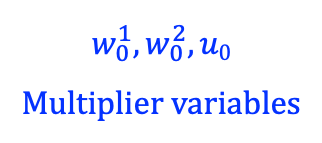 $w_0^1, w_0^2, u_0$
Multiplier variables